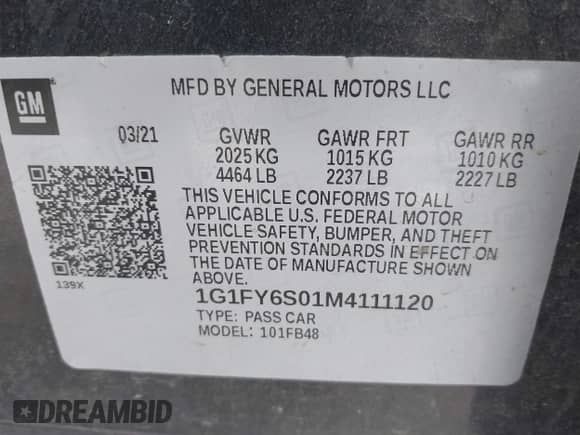 GM
MFD BY GENERAL MOTORS LLC
03/21 GVWR GAWR FRT GAWR RR
2025 KG 1015 KG 1010 KG
4464 LB 2237 LB 2227 LB
THIS VEHICLE CONFORMS TO ALL
APPLICABLE U.S. FEDERAL MOTOR
VEHICLE SAFETY, BUMPER, AND THEFT
PREVENTION STANDARDS IN EFFECT ON
THE DATE OF MANUFACTURE SHOWN
ABOVE.
139X
1G1FY6S01M4111120
TYPE: PASS CAR
MODEL: 101FB48
DREAMBID